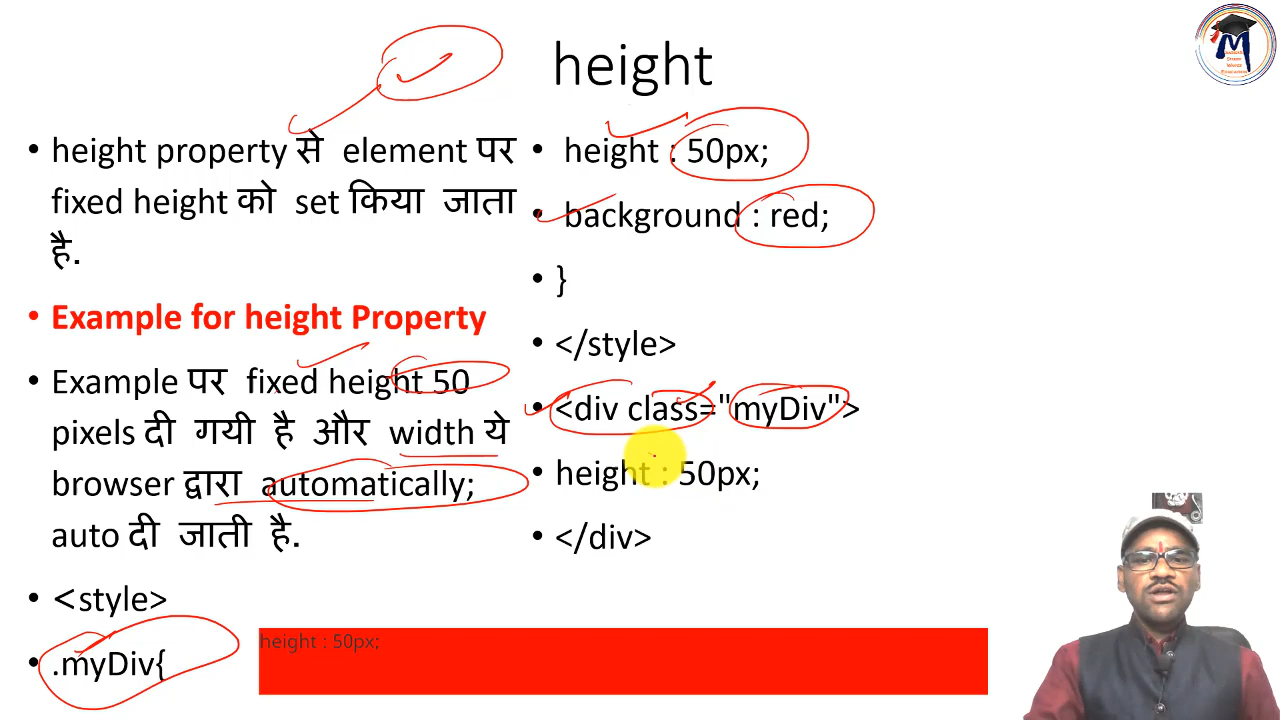 height
• height property से element पर
fixed height को set किया जाता
है.
• Example for height Property
• Example पर fixed height 50
pixels दी गयी है और width ये
browser द्वारा automatically;
auto दी जाती है.
• <style>
• .myDiv{
• height : 50px;
• background : red;
• }
• </style>
• <div class="myDiv">
• height : 50px;
• </div>
height : 50px;
M